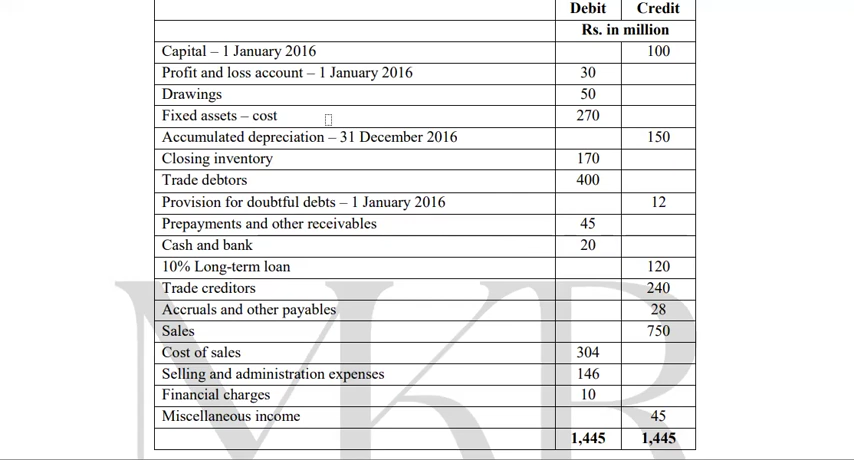 Debit Credit
Rs. in million
Capital – 1 January 2016 100
Profit and loss account – 1 January 2016 30
Drawings 50
Fixed assets – cost 270
Accumulated depreciation – 31 December 2016 150
Closing inventory 170
Trade debtors 400
Provision for doubtful debts – 1 January 2016 12
Prepayments and other receivables 45
Cash and bank 20
10% Long-term loan 120
Trade creditors 240
Accruals and other payables 28
Sales 750
Cost of sales 304
Selling and administration expenses 146
Financial charges 10
Miscellaneous income 45
1,445 1,445
MKR